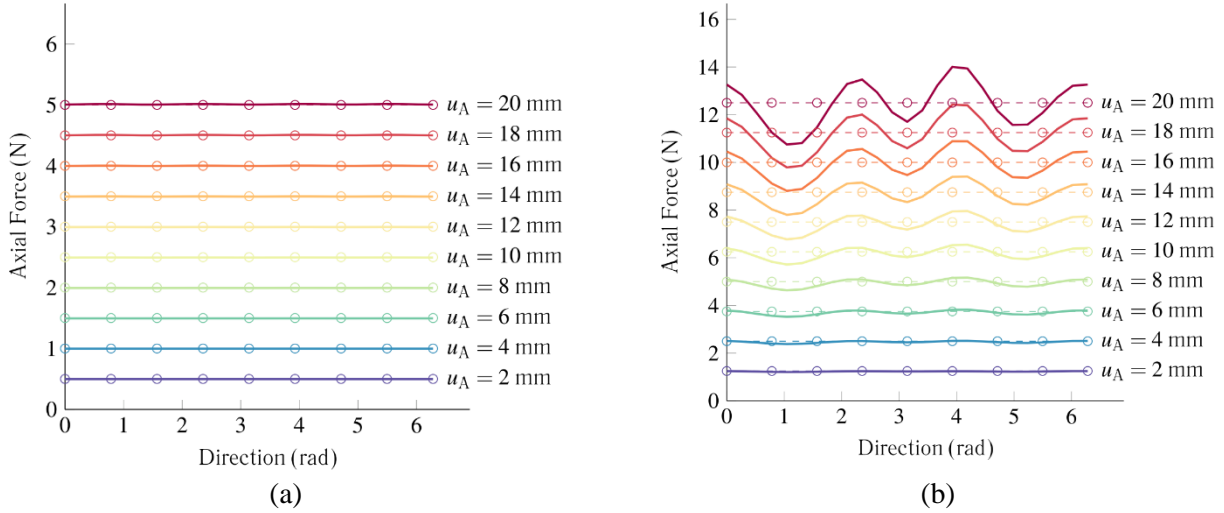 6
5
4
3
2
1
0
Axial Force (N)
u_A = 20 mm
u_A = 18 mm
u_A = 16 mm
u_A = 14 mm
u_A = 12 mm
u_A = 10 mm
u_A = 8 mm
u_A = 6 mm
u_A = 4 mm
u_A = 2 mm
0 1 2 3 4 5 6
Direction (rad)
(a)
16
14
12
10
8
6
4
2
0
Axial Force (N)
u_A = 20 mm
u_A = 18 mm
u_A = 16 mm
u_A = 14 mm
u_A = 12 mm
u_A = 10 mm
u_A = 8 mm
u_A = 6 mm
u_A = 4 mm
u_A = 2 mm
0 1 2 3 4 5 6
Direction (rad)
(b)